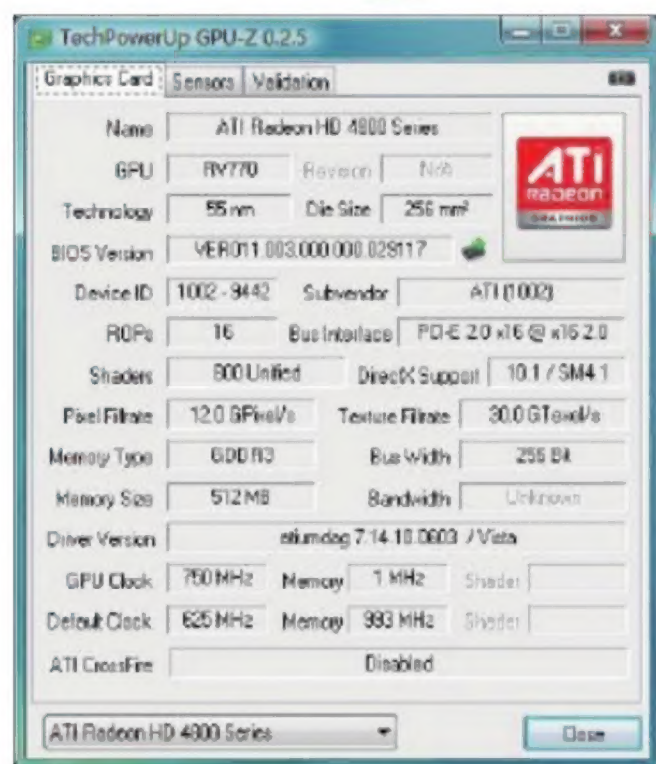 TechPowerUp GPU-Z 0.2.5
Graphics Card Sensors Validation
Name ATI Radeon HD 4800 Series
GPU RV770 Revision N/A
Technology 55 nm Die Size 256 mm²
BIOS Version VER011.003.000.000.029117
Device ID 1002 - 9442 Subvendor ATI (1002)
ROPs 16 Bus Interface PCI-E 2.0 x16 @ x16 2.0
Shaders 800 Unified DirectX Support 10.1 / SM4.1
Pixel Fillrate 12.0 GPixel/s Texture Fillrate 30.0 GTexel/s
Memory Type GDDR3 Bus Width 256 Bit
Memory Size 512 MB Bandwidth Unknown
Driver Version atiumdag 7.14.10.0603 / Vista
GPU Clock 750 MHz Memory 1 MHz Shader
Default Clock 625 MHz Memory 993 MHz Shader
ATI CrossFire Disabled
ATI RADEON GRAPHICS
ATI Radeon HD 4800 Series Close